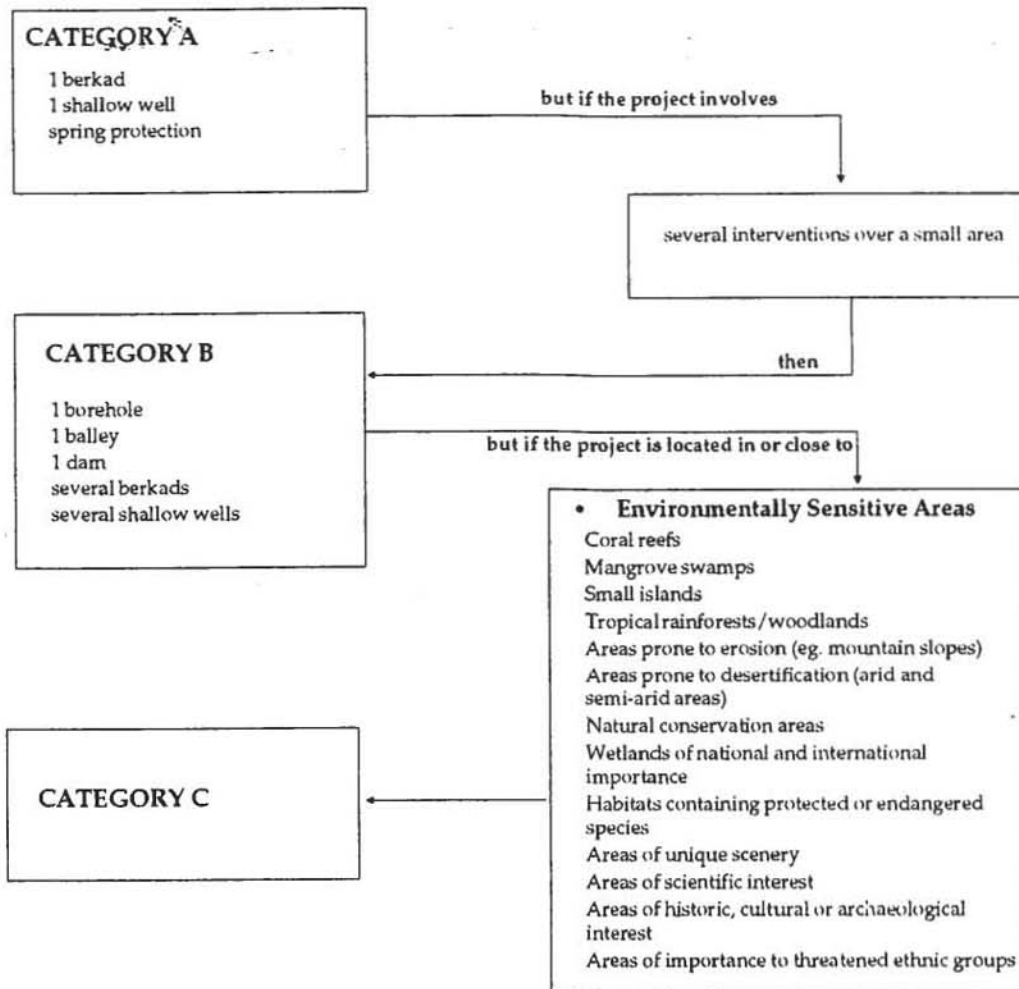 CATEGORY A
1 berkad
1 shallow well
spring protection
but if the project involves
several interventions over a small area
then
CATEGORY B
1 borehole
1 balley
1 dam
several berkads
several shallow wells
but if the project is located in or close to
• Environmentally Sensitive Areas
Coral reefs
Mangrove swamps
Small islands
Tropical rainforests/woodlands
Areas prone to erosion (eg. mountain slopes)
Areas prone to desertification (arid and
semi-arid areas)
Natural conservation areas
Wetlands of national and international
importance
Habitats containing protected or endangered
species
Areas of unique scenery
Areas of scientific interest
Areas of historic, cultural or archaeological
interest
Areas of importance to threatened ethnic groups
CATEGORY C